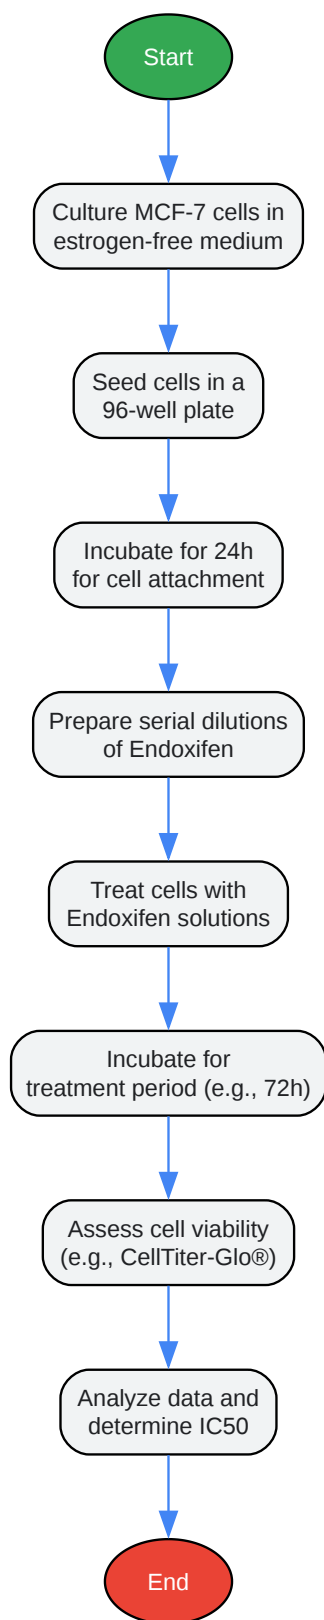 Start
Culture MCF-7 cells in
estrogen-free medium
Seed cells in a
96-well plate
Incubate for 24h
for cell attachment
Prepare serial dilutions
of Endoxifen
Treat cells with
Endoxifen solutions
Incubate for
treatment period (e.g., 72h)
Assess cell viability
(e.g., CellTiter-Glo®)
Analyze data and
determine IC50
End